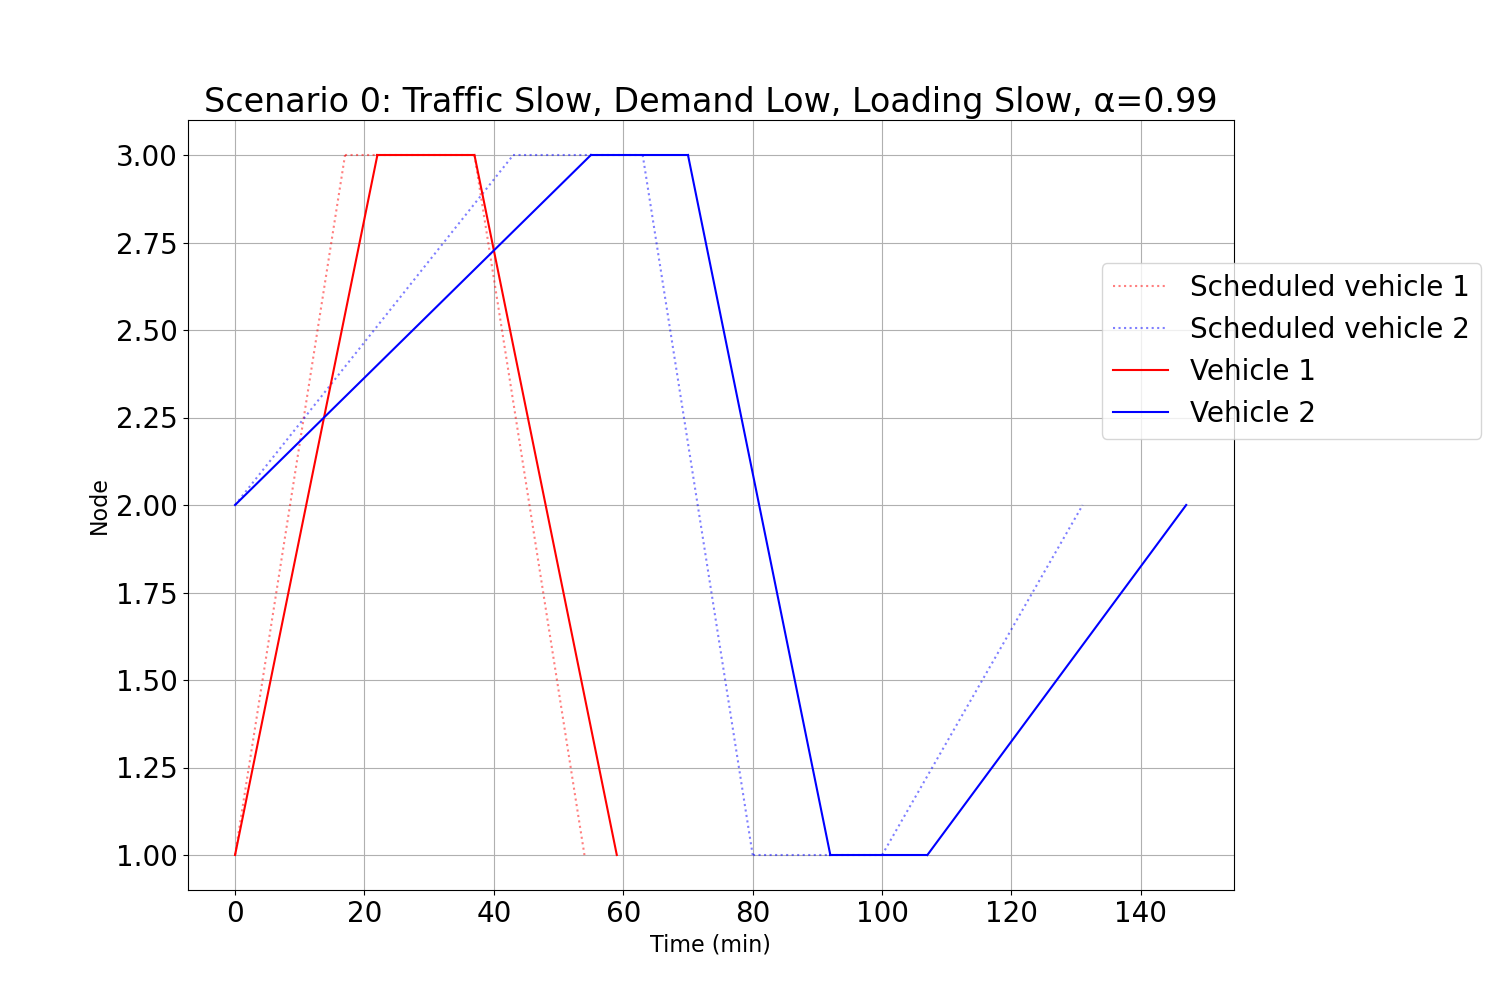 Scenario 0: Traffic Slow, Demand Low, Loading Slow, α=0.99
3.00
2.75
2.50
2.25
2.00
1.75
1.50
1.25
1.00
Node
0 20 40 60 80 100 120 140
Time (min)
Scheduled vehicle 1
Scheduled vehicle 2
Vehicle 1
Vehicle 2